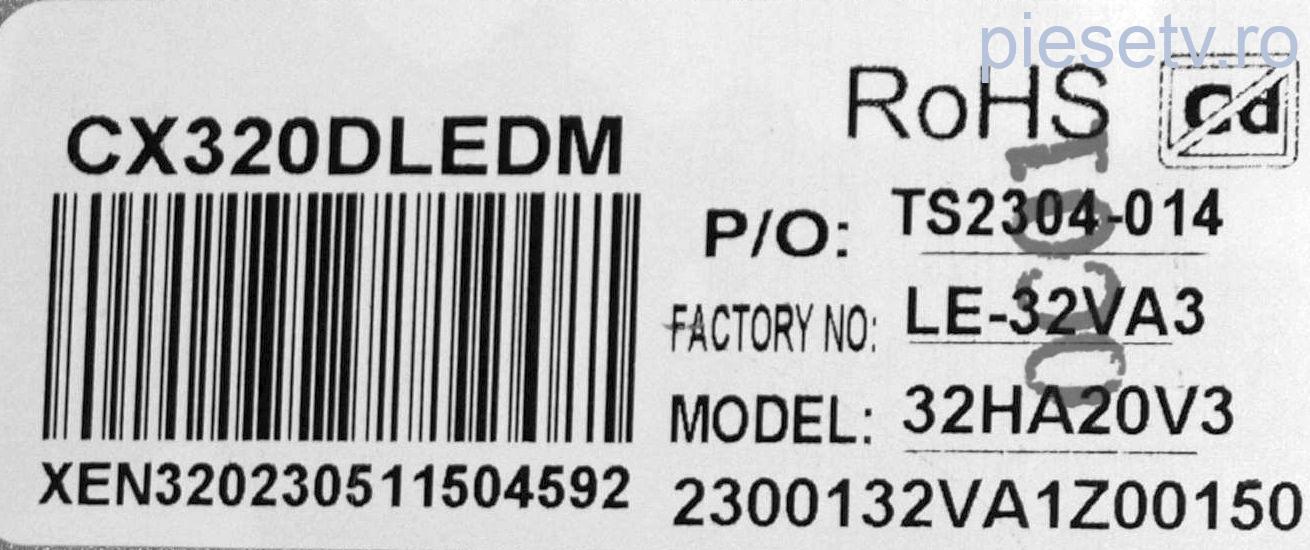 piesetv.ro
RoHS
Cd
CX320DLEDM
P/O: TS2304-014
FACTORY NO: LE-32VA3
MODEL: 32HA20V3
XEN320230511504592
2300132VA1Z00150